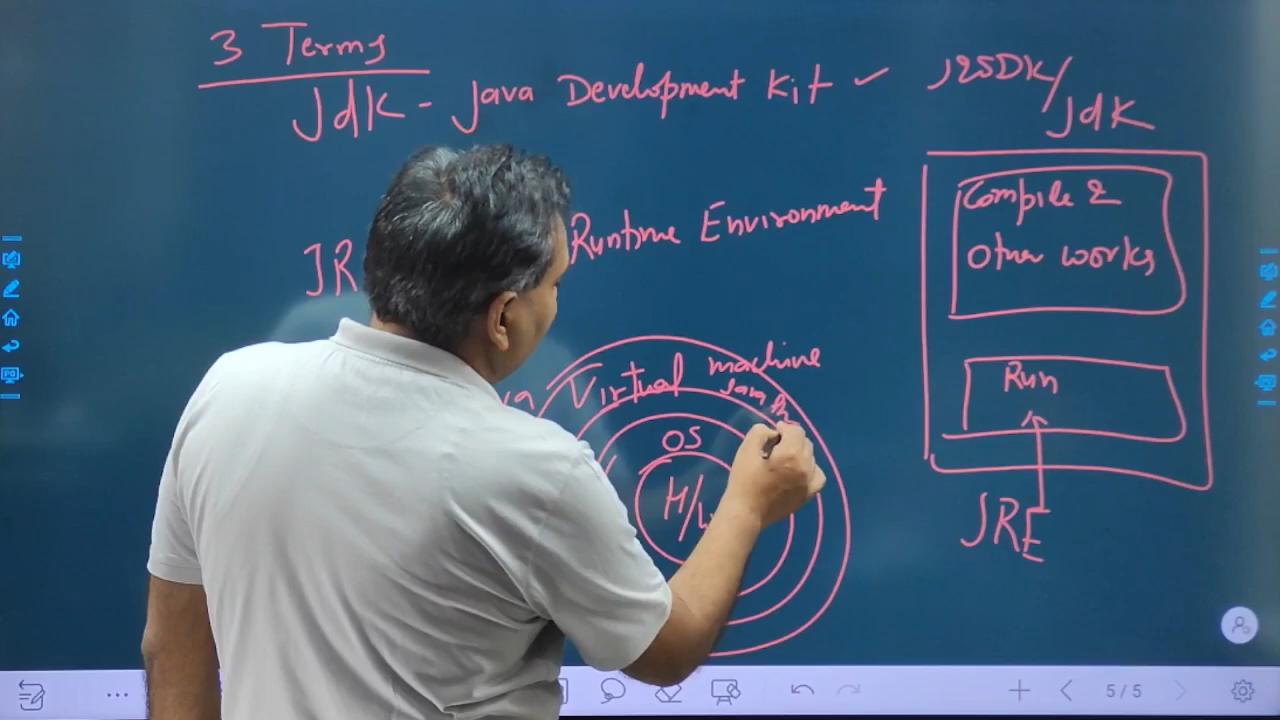 3 Terms
JdK - Java Development Kit ✓
J2SDK/
JdK
Compile &
Other works
JR
Runtime Environment
Virtual machine
Java
OS
H/
Run
JRE
5/5